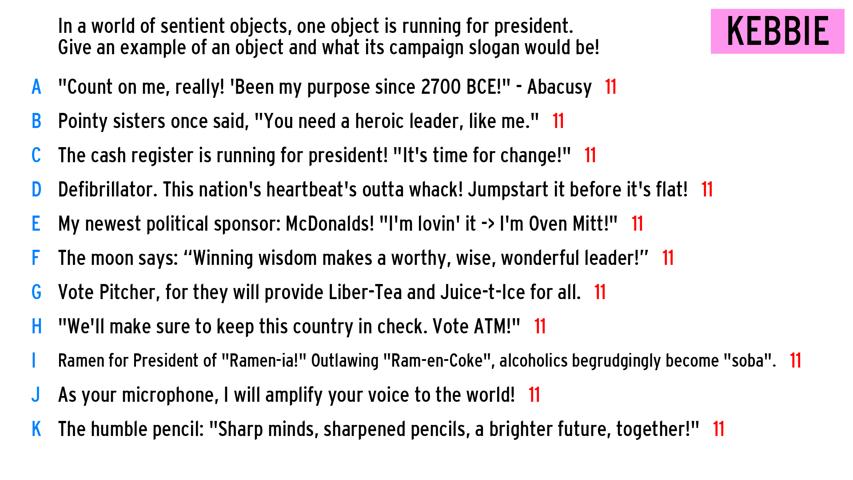 In a world of sentient objects, one object is running for president.
Give an example of an object and what its campaign slogan would be!
KEBBIE
A "Count on me, really! 'Been my purpose since 2700 BCE!" - Abacusy 11
B Pointy sisters once said, "You need a heroic leader, like me." 11
C The cash register is running for president! "It's time for change!" 11
D Defibrillator. This nation's heartbeat's outta whack! Jumpstart it before it's flat! 11
E My newest political sponsor: McDonalds! "I'm lovin' it -> I'm Oven Mitt!" 11
F The moon says: “Winning wisdom makes a worthy, wise, wonderful leader!” 11
G Vote Pitcher, for they will provide Liber-Tea and Juice-t-Ice for all. 11
H "We'll make sure to keep this country in check. Vote ATM!" 11
I Ramen for President of "Ramen-ia!" Outlawing "Ram-en-Coke", alcoholics begrudgingly become "soba". 11
J As your microphone, I will amplify your voice to the world! 11
K The humble pencil: "Sharp minds, sharpened pencils, a brighter future, together!" 11